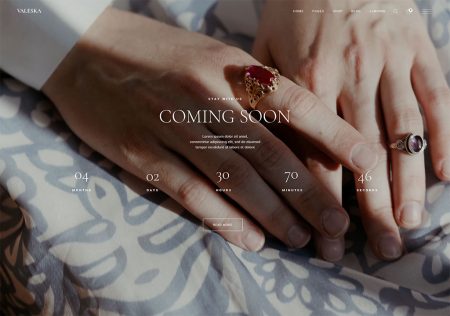 VALESKA
HOME PAGES SHOP BLOG
STAY WITH US
COMING SOON
Lorem ipsum dolor sit amet,
consectetur adipiscing elit, sed do eiusmod
tempor incididunt ut labore et dolore
04 02 30 70 46
MONTHS DAYS HOURS MINUTES SECONDS
READ MORE